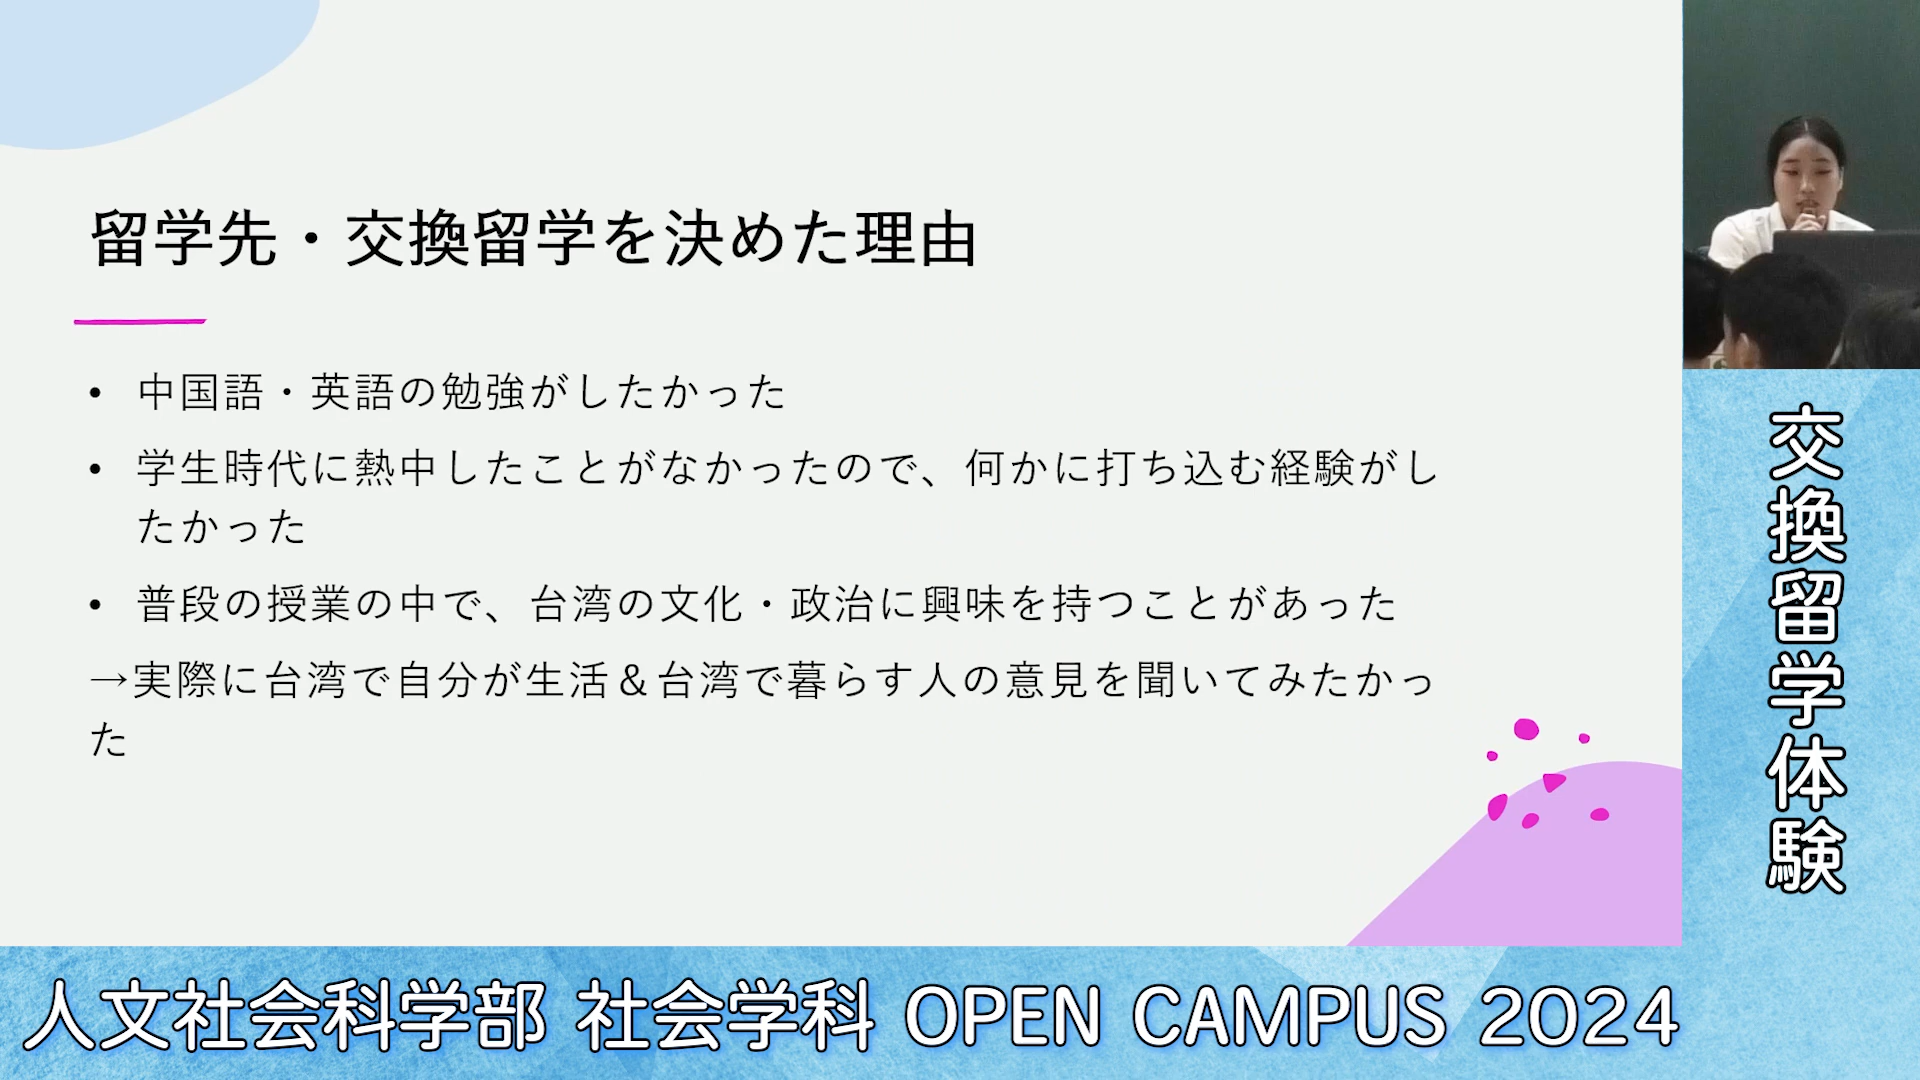 留学先・交換留学を決めた理由
• 中国語・英語の勉強がしたかった
• 学生時代に熱中したことがなかったので、何かに打ち込む経験がし
たかった
• 普段の授業の中で、台湾の文化・政治に興味を持つことがあった
→実際に台湾で自分が生活＆台湾で暮らす人の意見を聞いてみたかっ
た
交換留学体験
人文社会科学部 社会学科 OPEN CAMPUS 2024